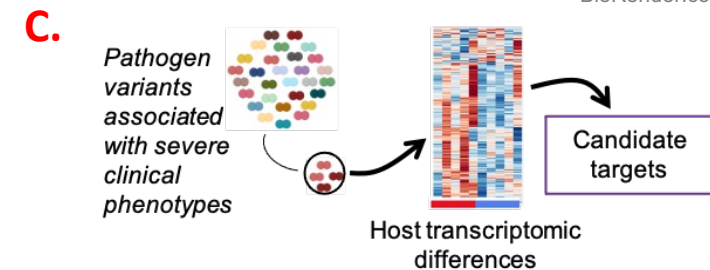 C.
Pathogen
variants
associated
with severe
clinical
phenotypes
Candidate
targets
Host transcriptomic
differences